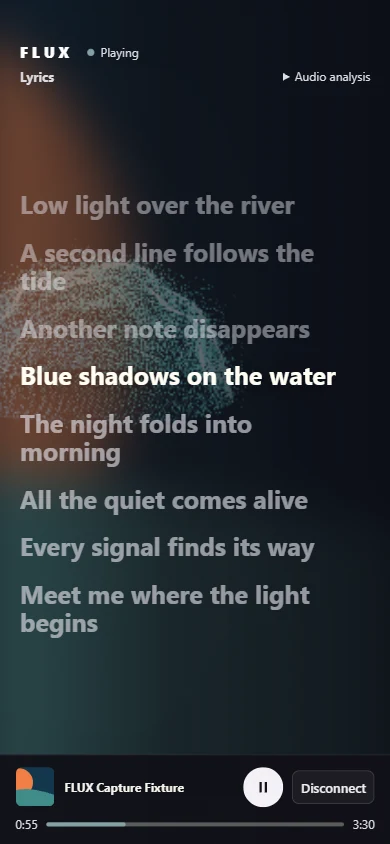 FLUX Playing
Lyrics Audio analysis
Low light over the river
A second line follows the
tide
Another note disappears
Blue shadows on the water
The night folds into
morning
All the quiet comes alive
Every signal finds its way
Meet me where the light
begins
FLUX Capture Fixture Disconnect
0:55 3:30